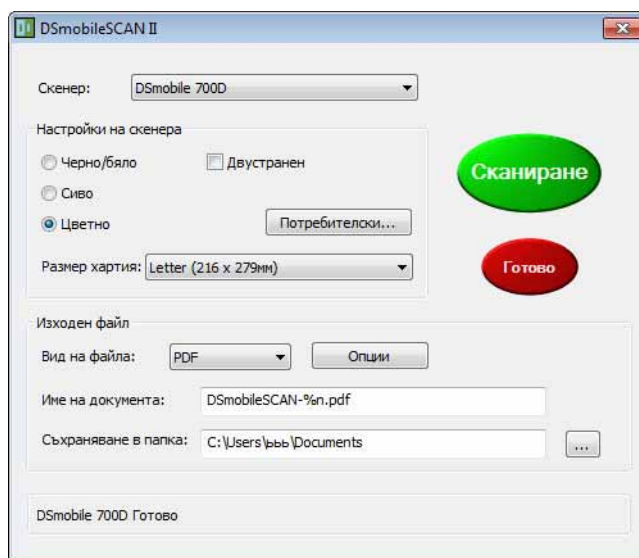 DSmobileSCAN II
Скенер: DSmobile 700D
Настройки на скенера
Черно/бяло Двустранен
Сиво
Цветно Потребителски...
Размер хартия: Letter (216 x 279мм)
Сканиране
Готово
Изходен файл
Вид на файла: PDF Опции
Име на документа: DSmobileSCAN-%n.pdf
Съхраняване в папка: C:\Users\ььь\Documents ...
DSmobile 700D Готово